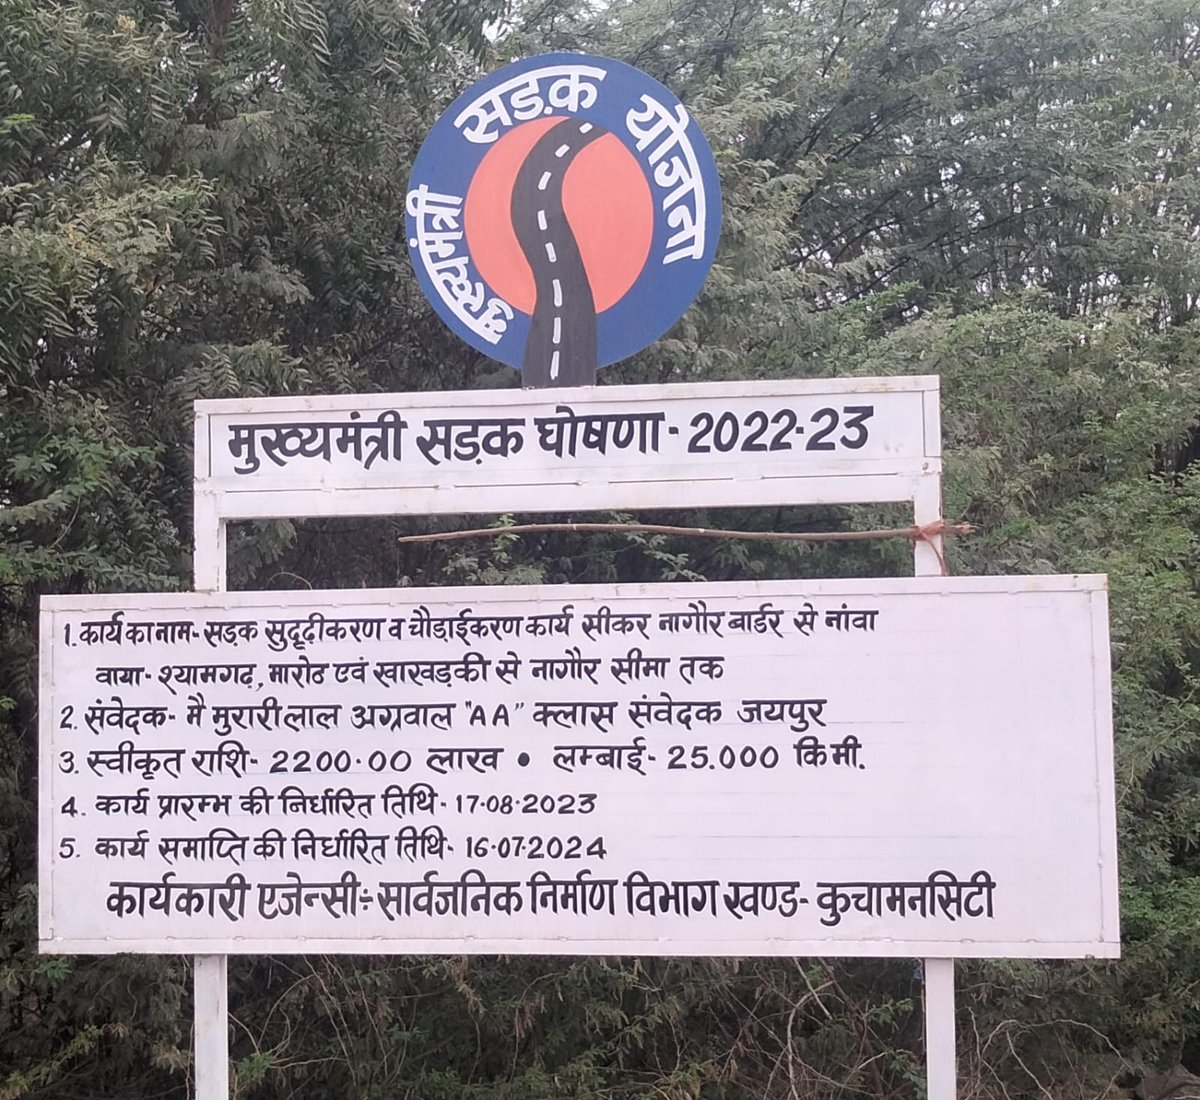 मुख्यमंत्री सड़क योजना
मुख्यमंत्री सड़क घोषणा - 2022-23
1. कार्य का नाम- सड़क सुदृढ़ीकरण व चौड़ाईकरण कार्य सीकर नागौर बार्डर से नांवा
वाया- श्यामगढ़, मारोठ एवं खाखड़की से नागौर सीमा तक
2. संवेदक- मै मुरारीलाल अग्रवाल "AA" क्लास संवेदक जयपुर
3. स्वीकृत राशि- 2200.00 लाख • लम्बाई- 25.000 किमी.
4. कार्य प्रारम्भ की निर्धारित तिथि- 17.08.2023
5. कार्य समाप्ति की निर्धारित तिथि- 16.07.2024
कार्यकारी एजेन्सी÷ सार्वजनिक निर्माण विभाग खण्ड- कुचामनसिटी